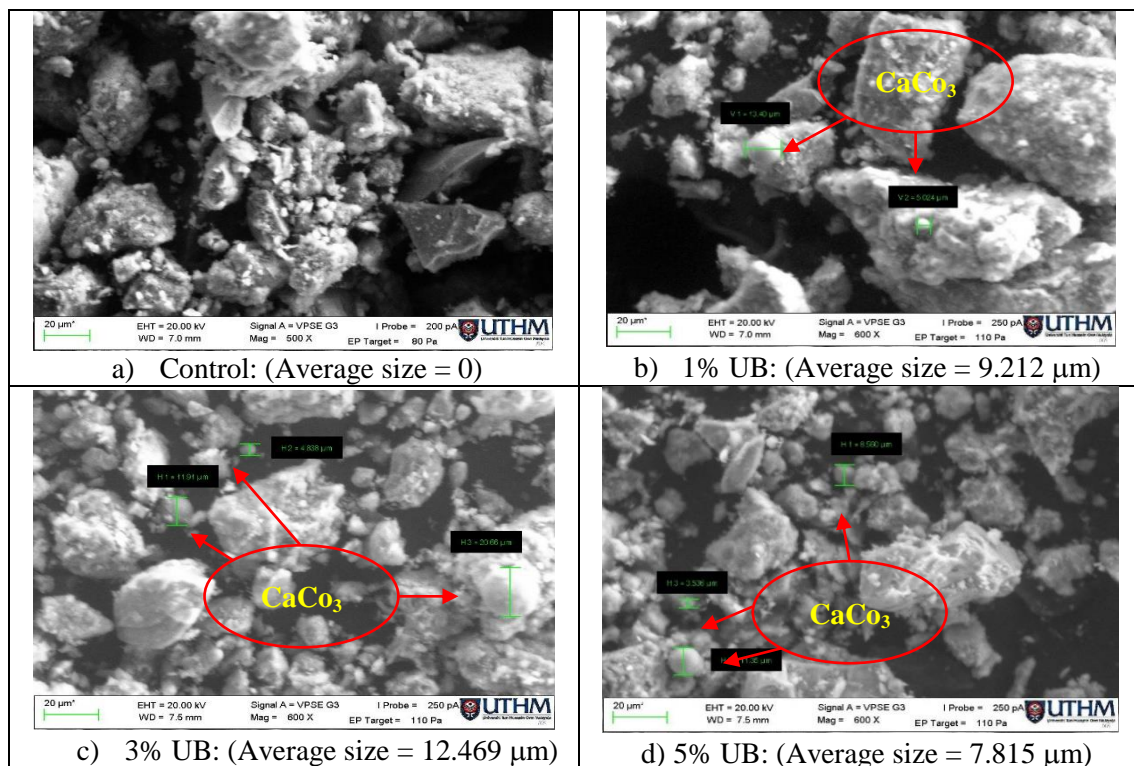 20 µm*
EHT = 20.00 kV
Signal A = VPSE G3
I Probe = 200 pA
WD = 7.0 mm
Mag = 500 X
EP Target = 80 Pa
UTHM
a) Control: (Average size = 0)
CaCo₃
V 1 = 13.40 µm
V 2 = 5.024 µm
20 µm*
EHT = 20.00 kV
Signal A = VPSE G3
I Probe = 250 pA
WD = 7.0 mm
Mag = 600 X
EP Target = 110 Pa
UTHM
b) 1% UB: (Average size = 9.212 µm)
H 2 = 4.838 µm
H 1 = 11.91 µm
H 3 = 20.66 µm
CaCo₃
20 µm*
EHT = 20.00 kV
Signal A = VPSE G3
I Probe = 250 pA
WD = 7.5 mm
Mag = 600 X
EP Target = 110 Pa
UTHM
c) 3% UB: (Average size = 12.469 µm)
H 3 = 3.536 µm
CaCo₃
20 µm*
EHT = 20.00 kV
Signal A = VPSE G3
I Probe = 250 pA
WD = 7.5 mm
Mag = 600 X
EP Target = 110 Pa
UTHM
d) 5% UB: (Average size = 7.815 µm)